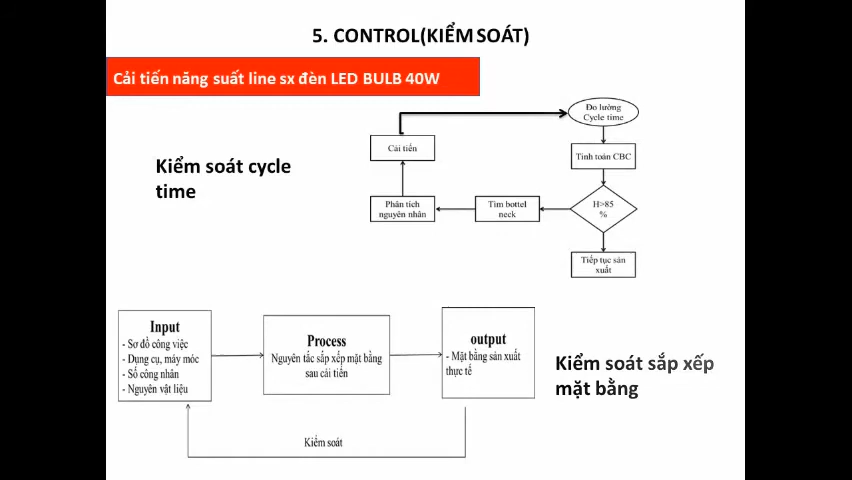 5. CONTROL(KIỂM SOÁT)
Cải tiến năng suất line sx đèn LED BULB 40W
Kiểm soát cycle
time
Đo lường
Cycle time
Tính toán CBC
H>85
%
Tiếp tục sản
xuất
Tìm bottel
neck
Phân tích
nguyên nhân
Cải tiến
Input
- Sơ đồ công việc
- Dụng cụ, máy móc
- Số công nhân
- Nguyên vật liệu
Process
Nguyên tắc sắp xếp mặt bằng
sau cải tiến
output
- Mặt bằng sản xuất
thực tế
Kiểm soát
Kiểm soát sắp xếp
mặt bằng